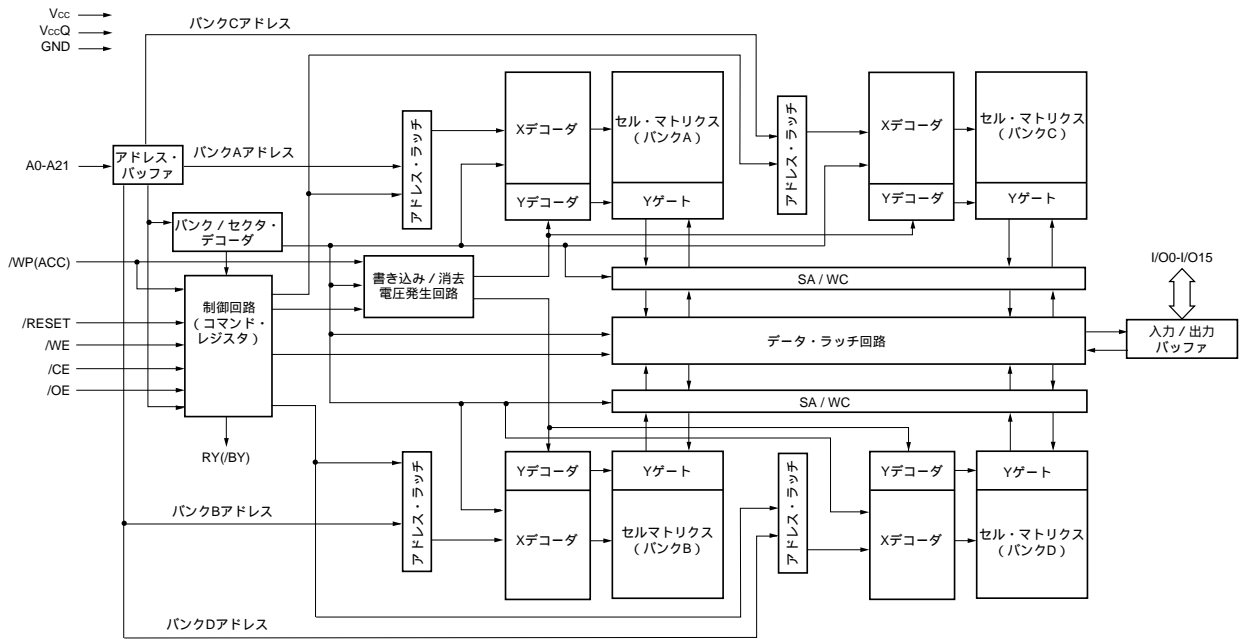 VCC
VCCQ
GND
バンクCアドレス
A0-A21
アドレス・
バッファ
バンクAアドレス
アドレス・ラッチ
Xデコーダ
Yデコーダ
セル・マトリクス
(バンクA)
Yゲート
アドレス・ラッチ
Xデコーダ
Yデコーダ
セル・マトリクス
(バンクC)
Yゲート
バンク/セクタ・
デコーダ
/WP(ACC)
制御回路
(コマンド・
レジスタ)
/RESET
/WE
/CE
/OE
RY(/BY)
書き込み/消去
電圧発生回路
SA / WC
データ・ラッチ回路
SA / WC
I/O0-I/O15
入力/出力
バッファ
アドレス・ラッチ
Yデコーダ
Xデコーダ
Yゲート
セルマトリクス
(バンクB)
アドレス・ラッチ
Yデコーダ
Xデコーダ
Yゲート
セル・マトリクス
(バンクD)
バンクBアドレス
バンクDアドレス